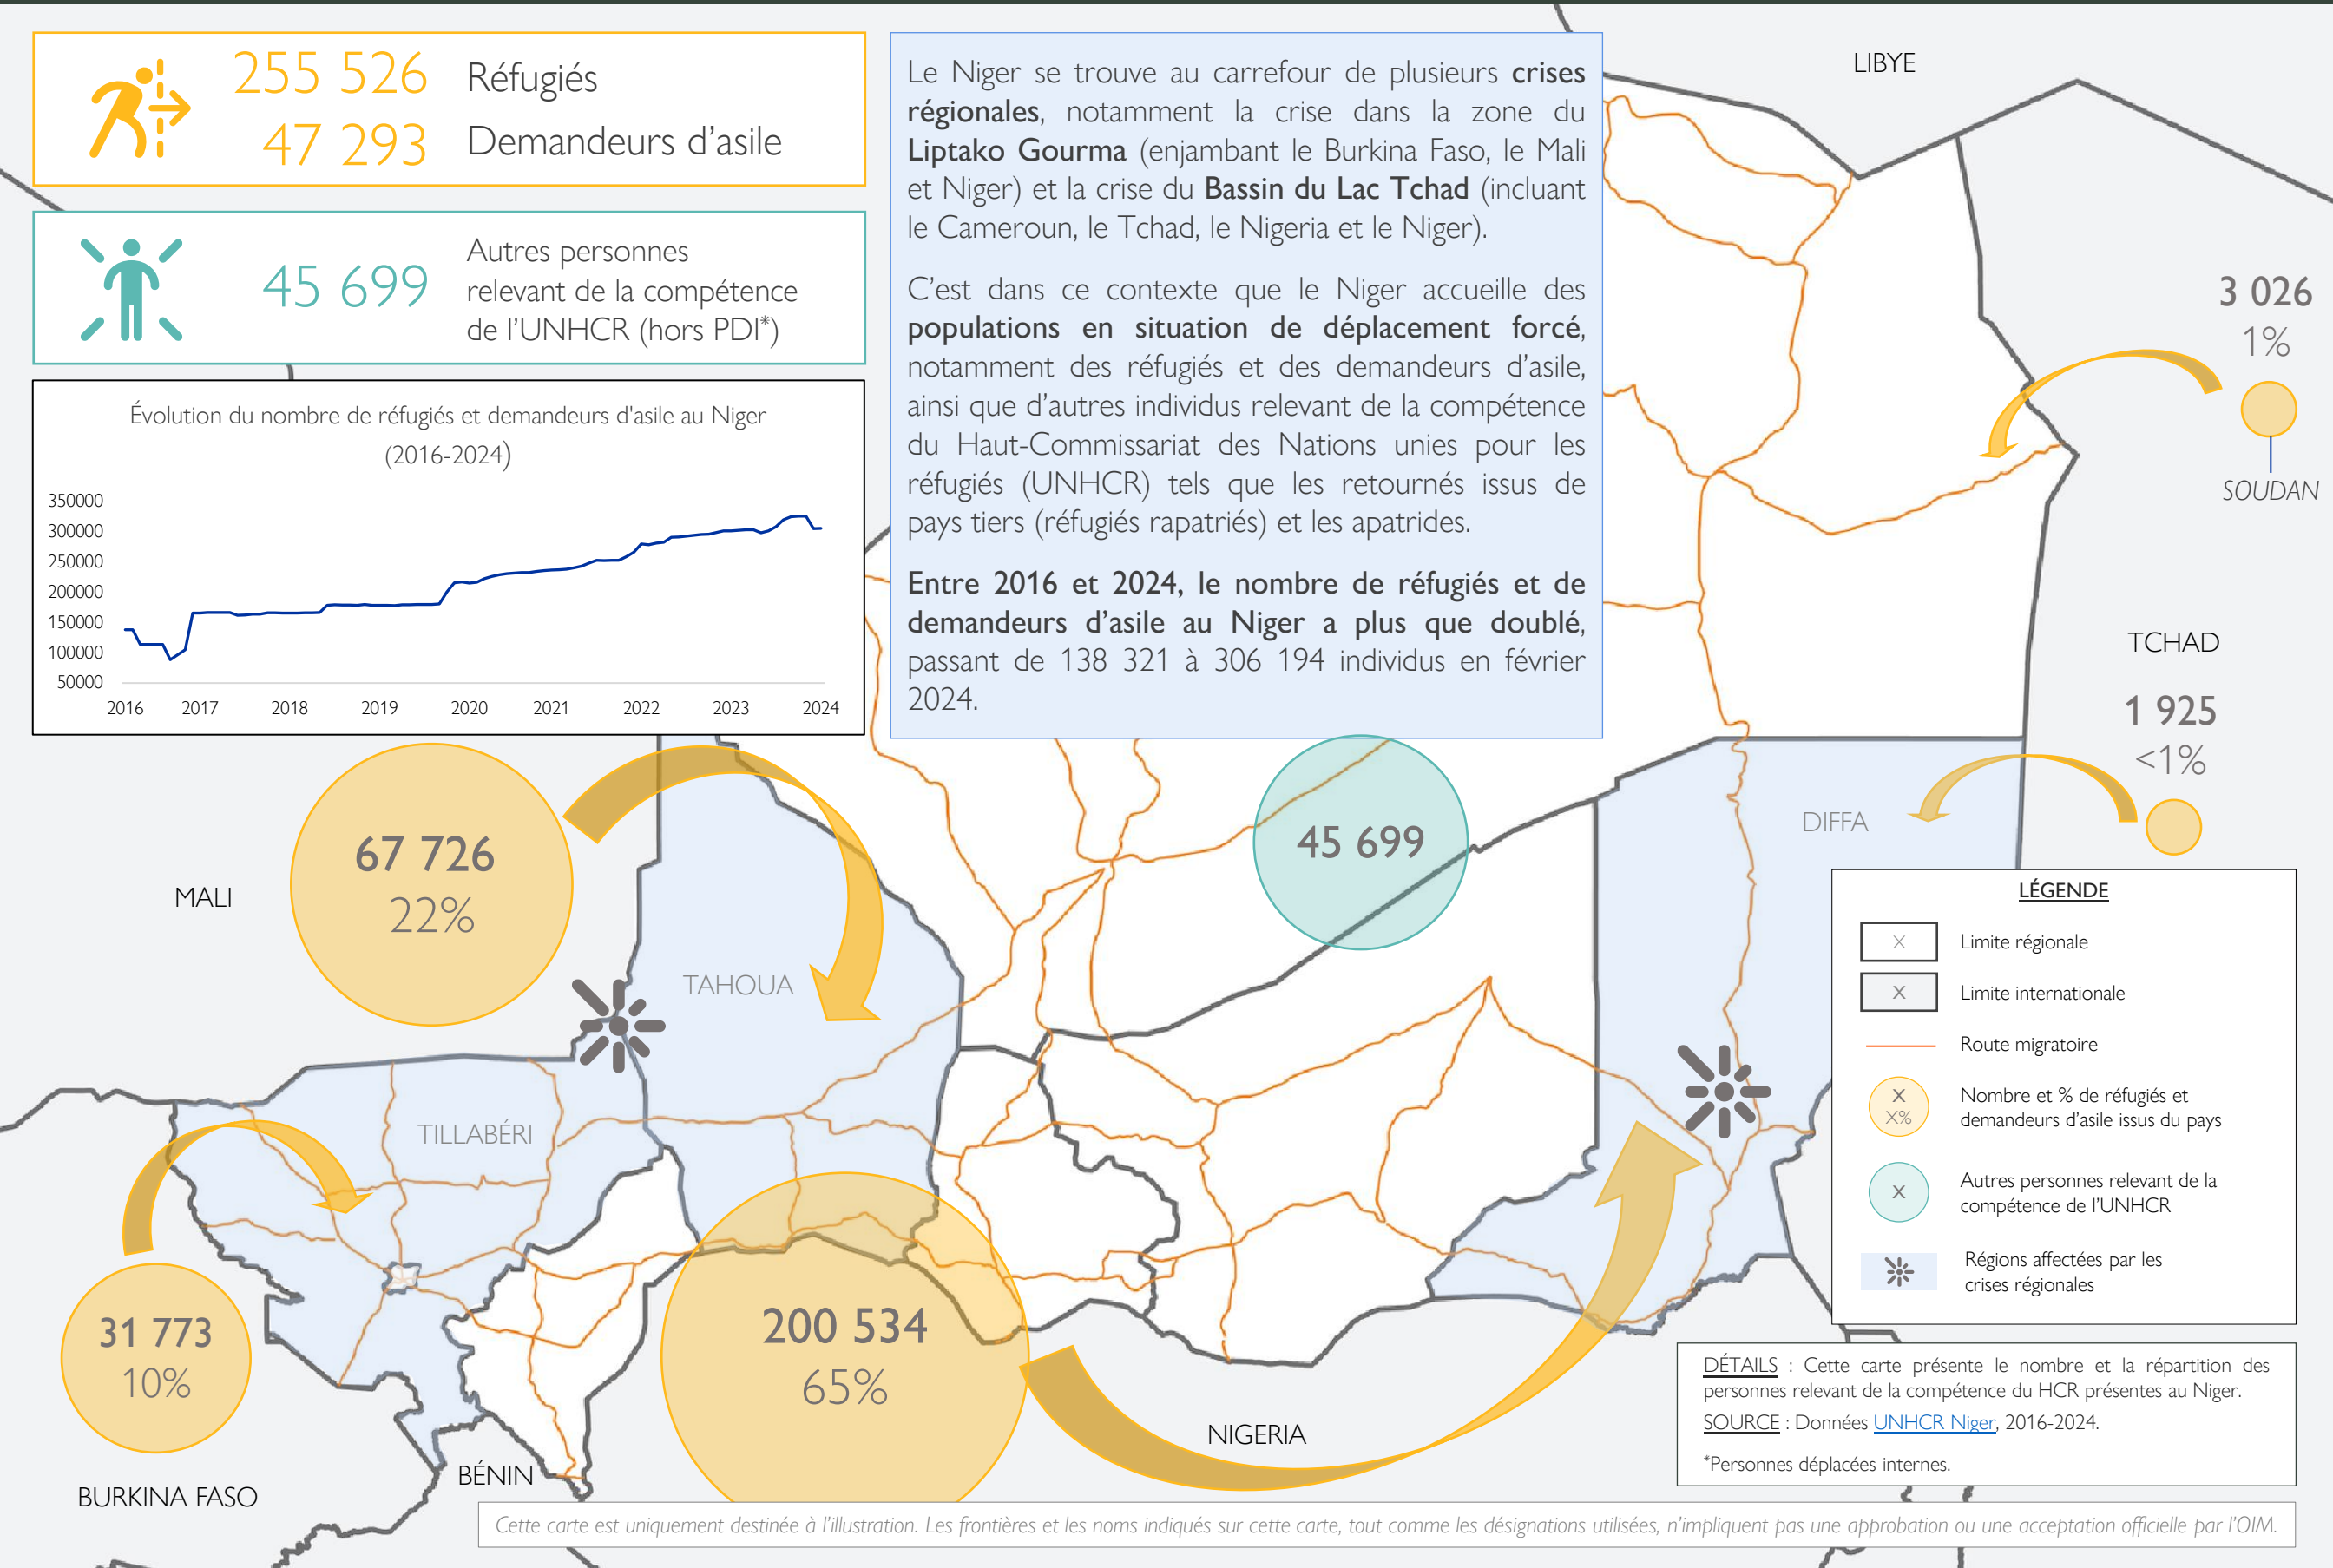 255 526 Réfugiés
47 293 Demandeurs d'asile
45 699
Autres personnes
relevant de la compétence
de l'UNHCR (hors PDI*)
Évolution du nombre de réfugiés et demandeurs d'asile au Niger
(2016-2024)
350000
300000
250000
200000
150000
100000
50000
2016 2017 2018 2019 2020 2021 2022 2023 2024
Le Niger se trouve au carrefour de plusieurs crises
régionales, notamment la crise dans la zone du
Liptako Gourma (enjambant le Burkina Faso, le Mali
et Niger) et la crise du Bassin du Lac Tchad (incluant
le Cameroun, le Tchad, le Nigeria et le Niger).
C'est dans ce contexte que le Niger accueille des
populations en situation de déplacement forcé,
notamment des réfugiés et des demandeurs d'asile,
ainsi que d'autres individus relevant de la compétence
du Haut-Commissariat des Nations unies pour les
réfugiés (UNHCR) tels que les retournés issus de
pays tiers (réfugiés rapatriés) et les apatrides.
Entre 2016 et 2024, le nombre de réfugiés et de
demandeurs d'asile au Niger a plus que doublé,
passant de 138 321 à 306 194 individus en février
2024.
LIBYE
3 026
1%
SOUDAN
TCHAD
1 925
<1%
DIFFA
45 699
67 726
22%
MALI
TAHOUA
TILLABÉRI
31 773
10%
BURKINA FASO
BÉNIN
200 534
65%
NIGERIA
LÉGENDE
X Limite régionale
X Limite internationale
Route migratoire
X
X%
Nombre et % de réfugiés et
demandeurs d'asile issus du pays
X
Autres personnes relevant de la
compétence de l'UNHCR
Régions affectées par les
crises régionales
DÉTAILS : Cette carte présente le nombre et la répartition des
personnes relevant de la compétence du HCR présentes au Niger.
SOURCE : Données UNHCR Niger, 2016-2024.
*Personnes déplacées internes.
Cette carte est uniquement destinée à l'illustration. Les frontières et les noms indiqués sur cette carte, tout comme les désignations utilisées, n'impliquent pas une approbation ou une acceptation officielle par l'OIM.